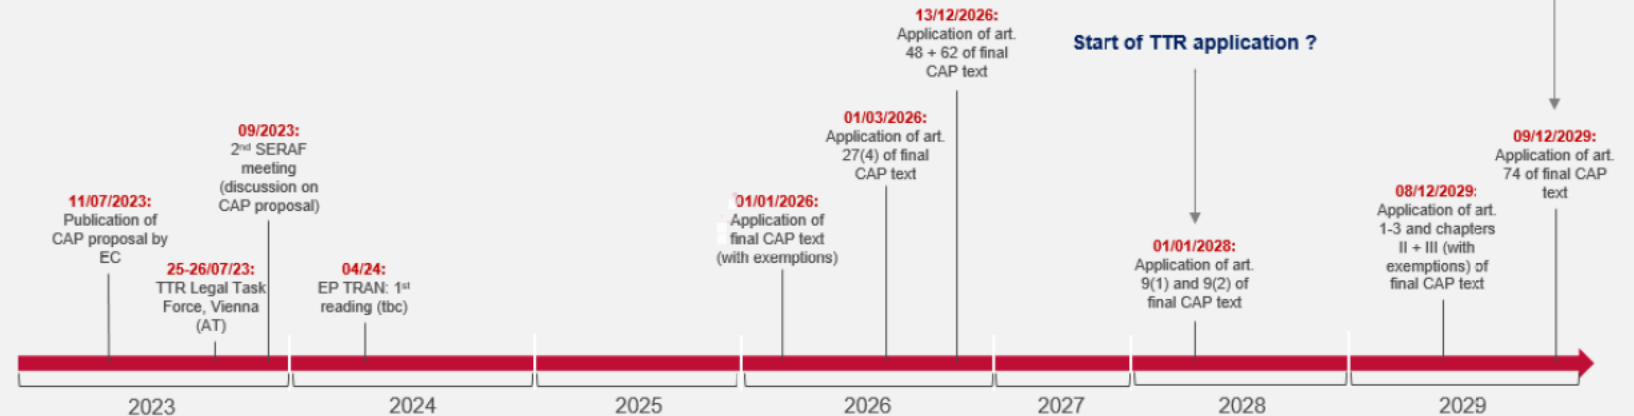 11/07/2023:
Publication of
CAP proposal by
EC
25-26/07/23:
TTR Legal Task
Force, Vienna
(AT)
09/2023:
2nd SERAF
meeting
(discussion on
CAP proposal)
04/24:
EP TRAN: 1st
reading (tbc)
01/01/2026:
Application of
final CAP text
(with exemptions)
01/03/2026:
Application of art.
27(4) of final
CAP text
13/12/2026:
Application of art.
48 + 62 of final
CAP text
Start of TTR application ?
01/01/2028:
Application of art.
9(1) and 9(2) of
final CAP text
08/12/2029:
Application of art.
1-3 and chapters
II + III (with
exemptions) of
final CAP text
09/12/2029:
Application of art.
74 of final CAP
text
2023
2024
2025
2026
2027
2028
2029